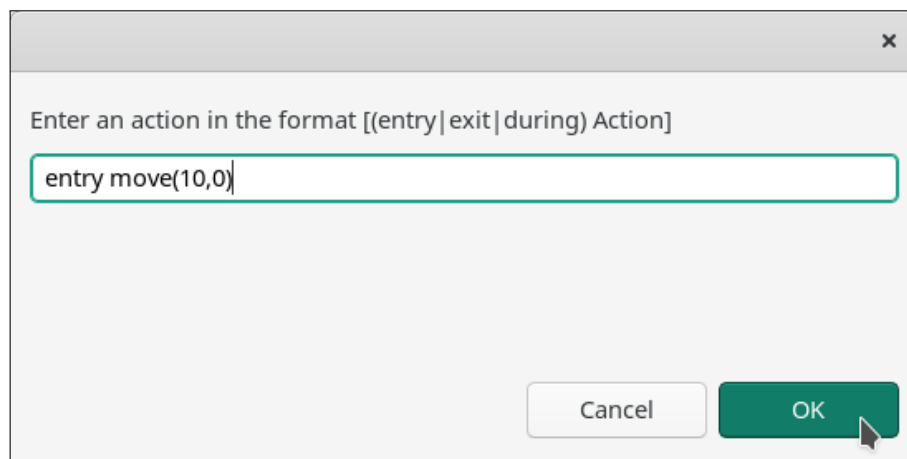 Enter an action in the format [(entry|exit|during) Action]
entry move(10,0)
Cancel
OK